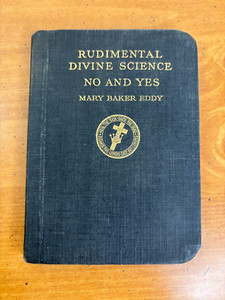 RUDIMENTAL
DIVINE SCIENCE
NO AND YES
MARY BAKER EDDY